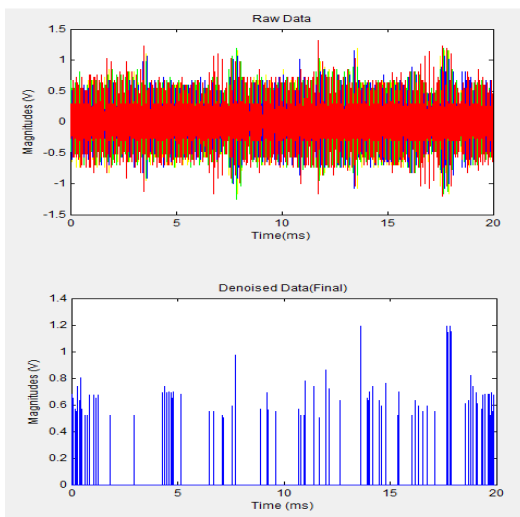 Raw Data
1.5
1
0.5
0
-0.5
-1
-1.5
Magnitudes (V)
0 5 10 15 20
Time(ms)
Denoised Data(Final)
1.4
1.2
1
0.8
0.6
0.4
0.2
0
Magnitudes (V)
0 5 10 15 20
Time (ms)